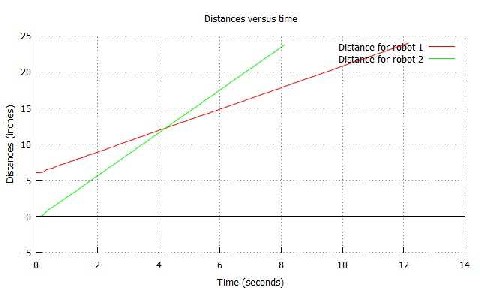 Distances versus time
25
20
15
10
5
0
5
Distances (inches)
Distance for robot 1
Distance for robot 2
0 2 4 6 8 10 12 14
Time (seconds)